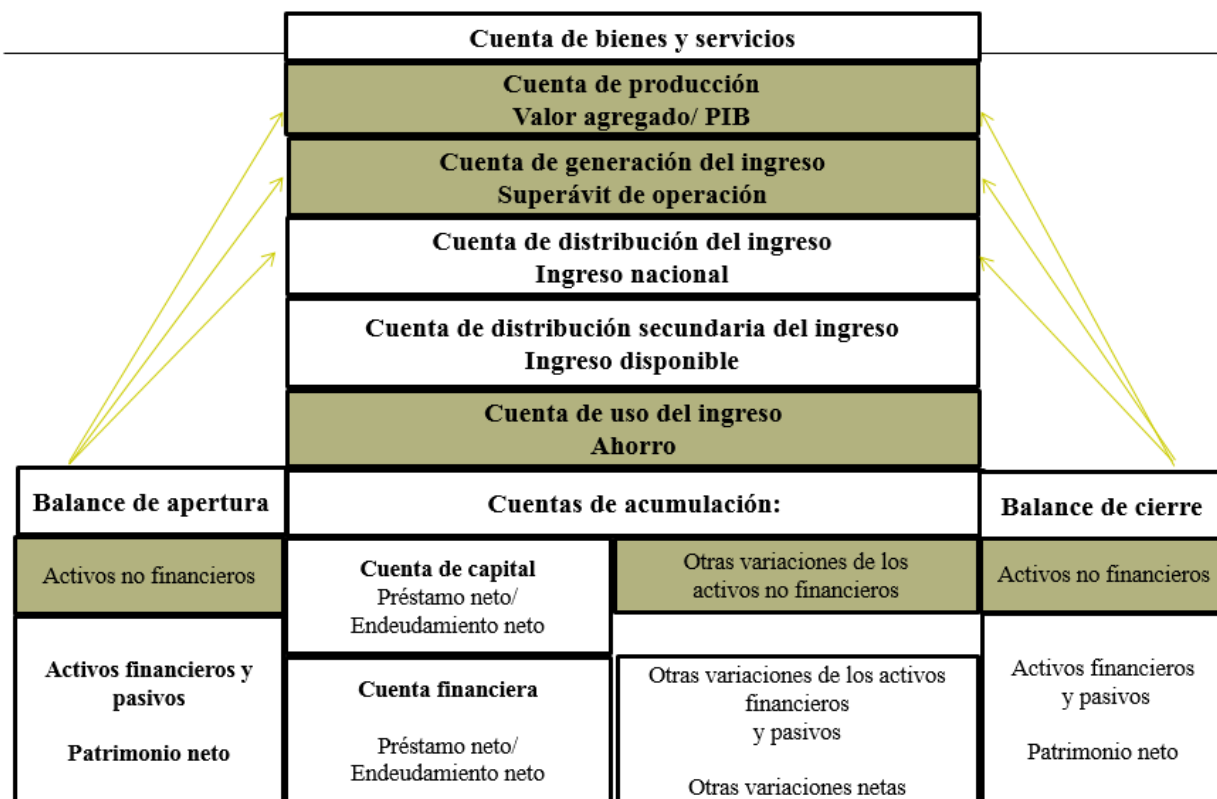 Cuenta de bienes y servicios
Cuenta de producción
Valor agregado/ PIB
Cuenta de generación del ingreso
Superávit de operación
Cuenta de distribución del ingreso
Ingreso nacional
Cuenta de distribución secundaria del ingreso
Ingreso disponible
Cuenta de uso del ingreso
Ahorro
Balance de apertura
Cuentas de acumulación:
Balance de cierre
Activos no financieros
Cuenta de capital
Préstamo neto/
Endeudamiento neto
Otras variaciones de los
activos no financieros
Activos no financieros
Activos financieros y
pasivos
Patrimonio neto
Cuenta financiera
Préstamo neto/
Endeudamiento neto
Otras variaciones de los activos
financieros
y pasivos
Otras variaciones netas
Activos financieros
y pasivos
Patrimonio neto